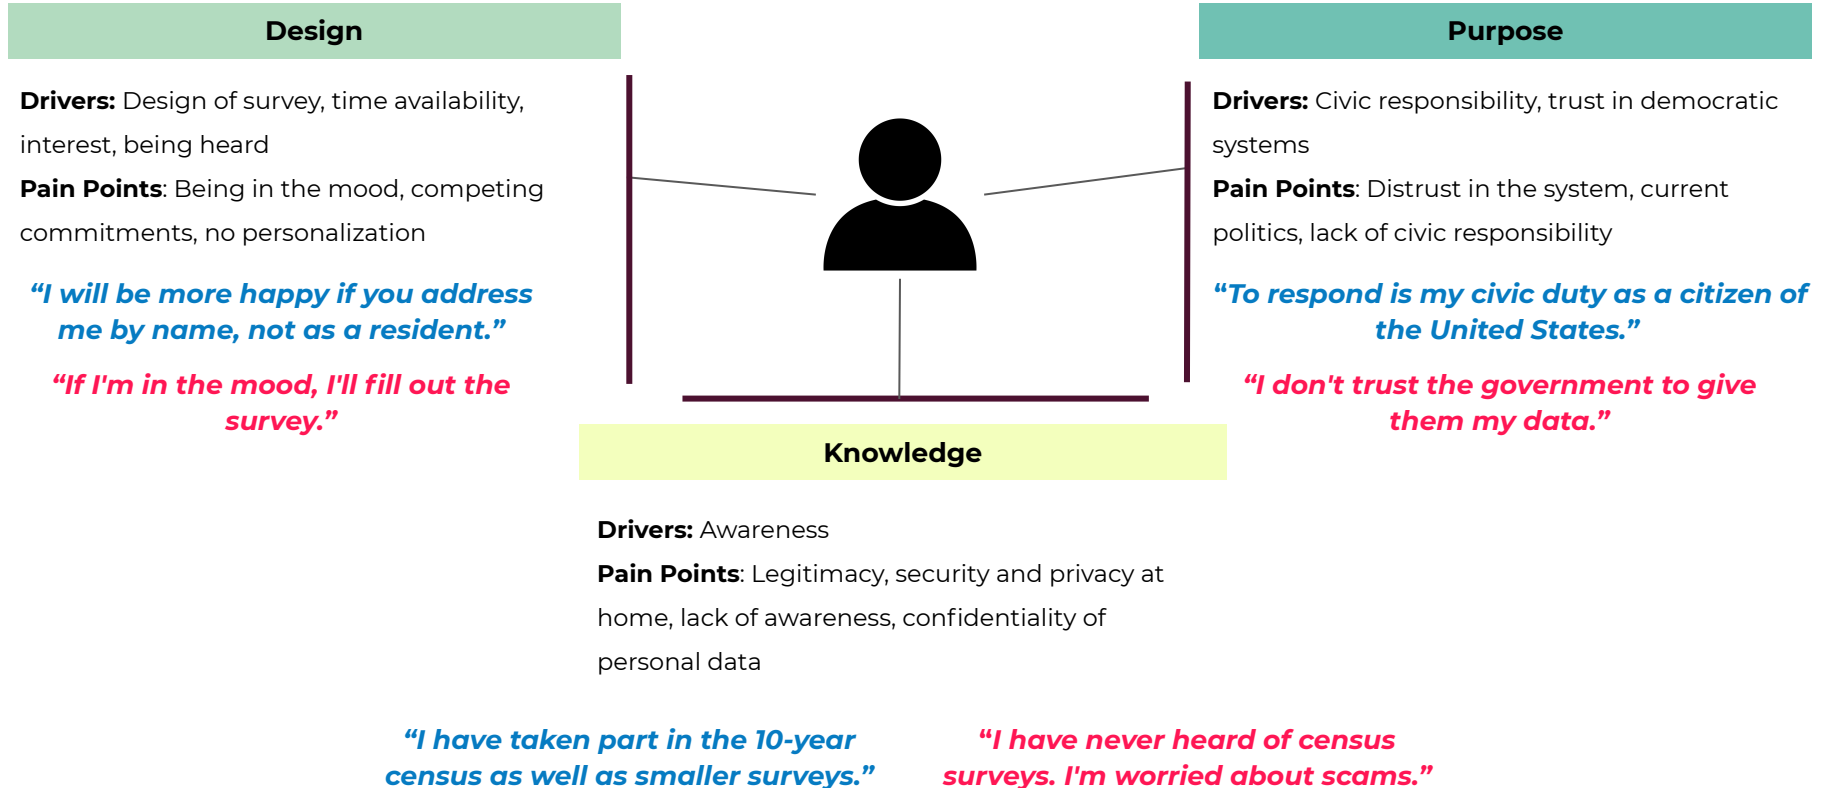 Design
Drivers: Design of survey, time availability,
interest, being heard
Pain Points: Being in the mood, competing
commitments, no personalization
“I will be more happy if you address
me by name, not as a resident.”
“If I'm in the mood, I'll fill out the
survey.”
Purpose
Drivers: Civic responsibility, trust in democratic
systems
Pain Points: Distrust in the system, current
politics, lack of civic responsibility
“To respond is my civic duty as a citizen of
the United States.”
“I don't trust the government to give
them my data.”
Knowledge
Drivers: Awareness
Pain Points: Legitimacy, security and privacy at
home, lack of awareness, confidentiality of
personal data
“I have taken part in the 10-year
census as well as smaller surveys.”
“I have never heard of census
surveys. I'm worried about scams.”